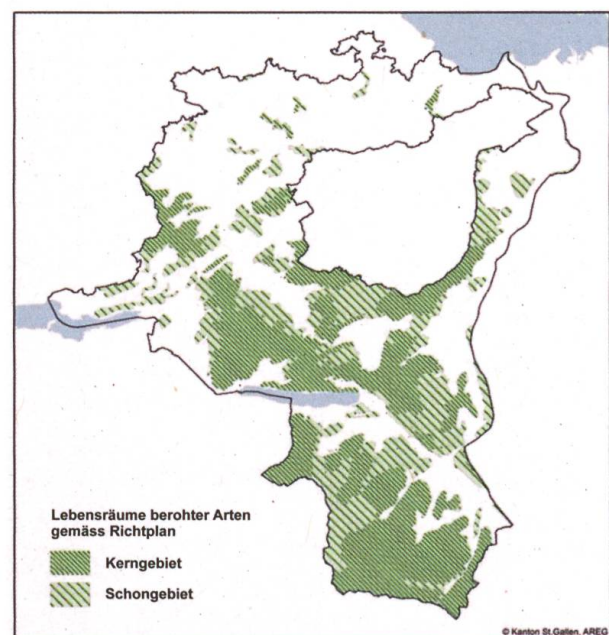 Lebensräume berohter Arten
gemäss Richtplan
Kerngebiet
Schongebiet
© Kanton St.Gallen, AREG